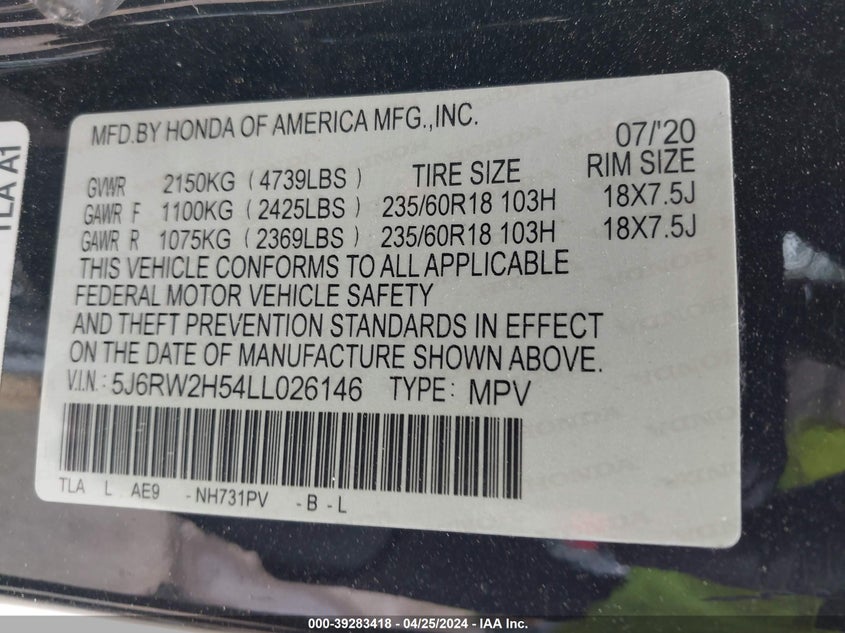 TLA A1
MFD.BY HONDA OF AMERICA MFG.,INC.
07/'20
GVWR 2150KG ( 4739LBS ) TIRE SIZE RIM SIZE
GAWR F 1100KG ( 2425LBS ) 235/60R18 103H 18X7.5J
GAWR R 1075KG ( 2369LBS ) 235/60R18 103H 18X7.5J
THIS VEHICLE CONFORMS TO ALL APPLICABLE
FEDERAL MOTOR VEHICLE SAFETY
AND THEFT PREVENTION STANDARDS IN EFFECT
ON THE DATE OF MANUFACTURE SHOWN ABOVE.
V.I.N.: 5J6RW2H54LL026146 TYPE: MPV
TLA L AE9 -NH731PV -B-L
000-39283418 - 04/25/2024 - IAA Inc.